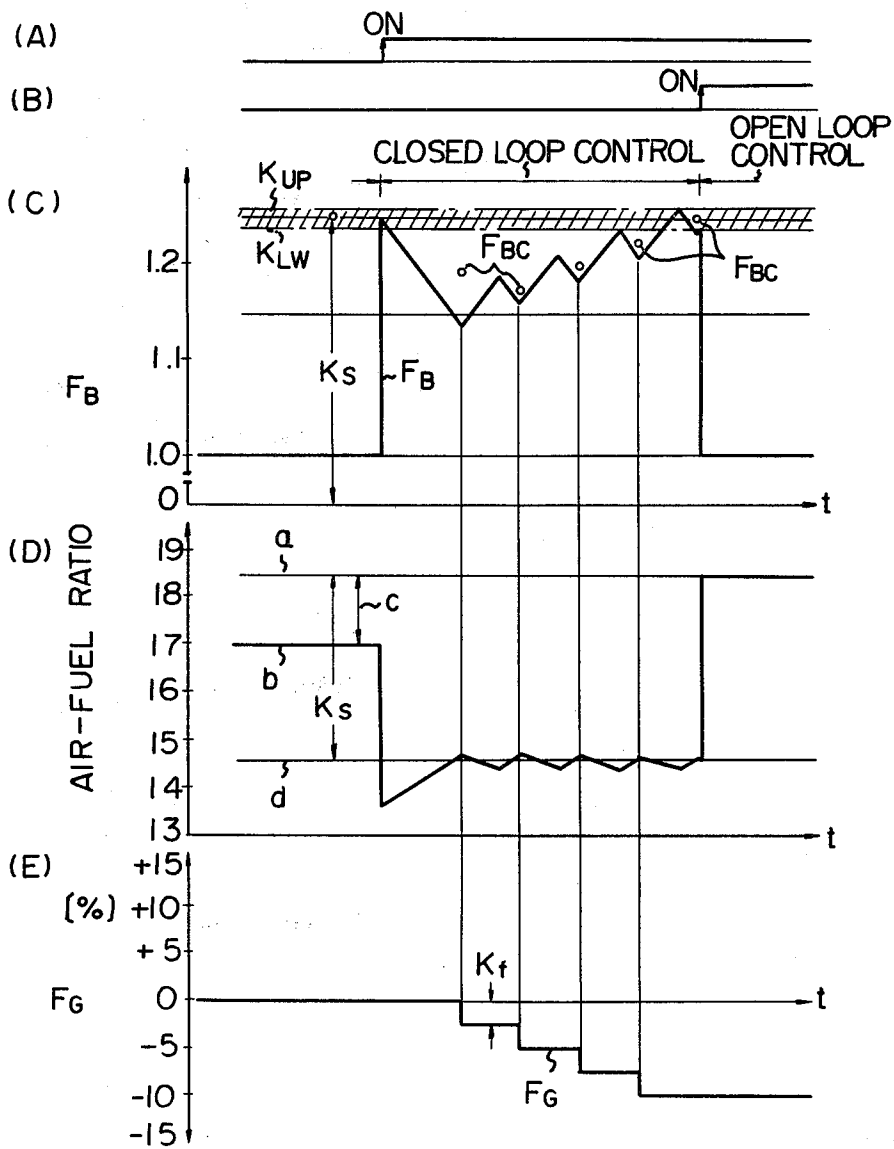 (A)
ON
(B)
ON
CLOSED LOOP CONTROL
OPEN LOOP
CONTROL
(C)
KUP
KLW
FBC
FBC
1.2
1.1
1.0
0
FB
KS
FB
t
(D)
AIR-FUEL RATIO
19
18
17
16
15
14
13
a
c
b
KS
d
t
(E)
[%]
+15
+10
+5
0
-5
-10
-15
FG
Kf
FG
t